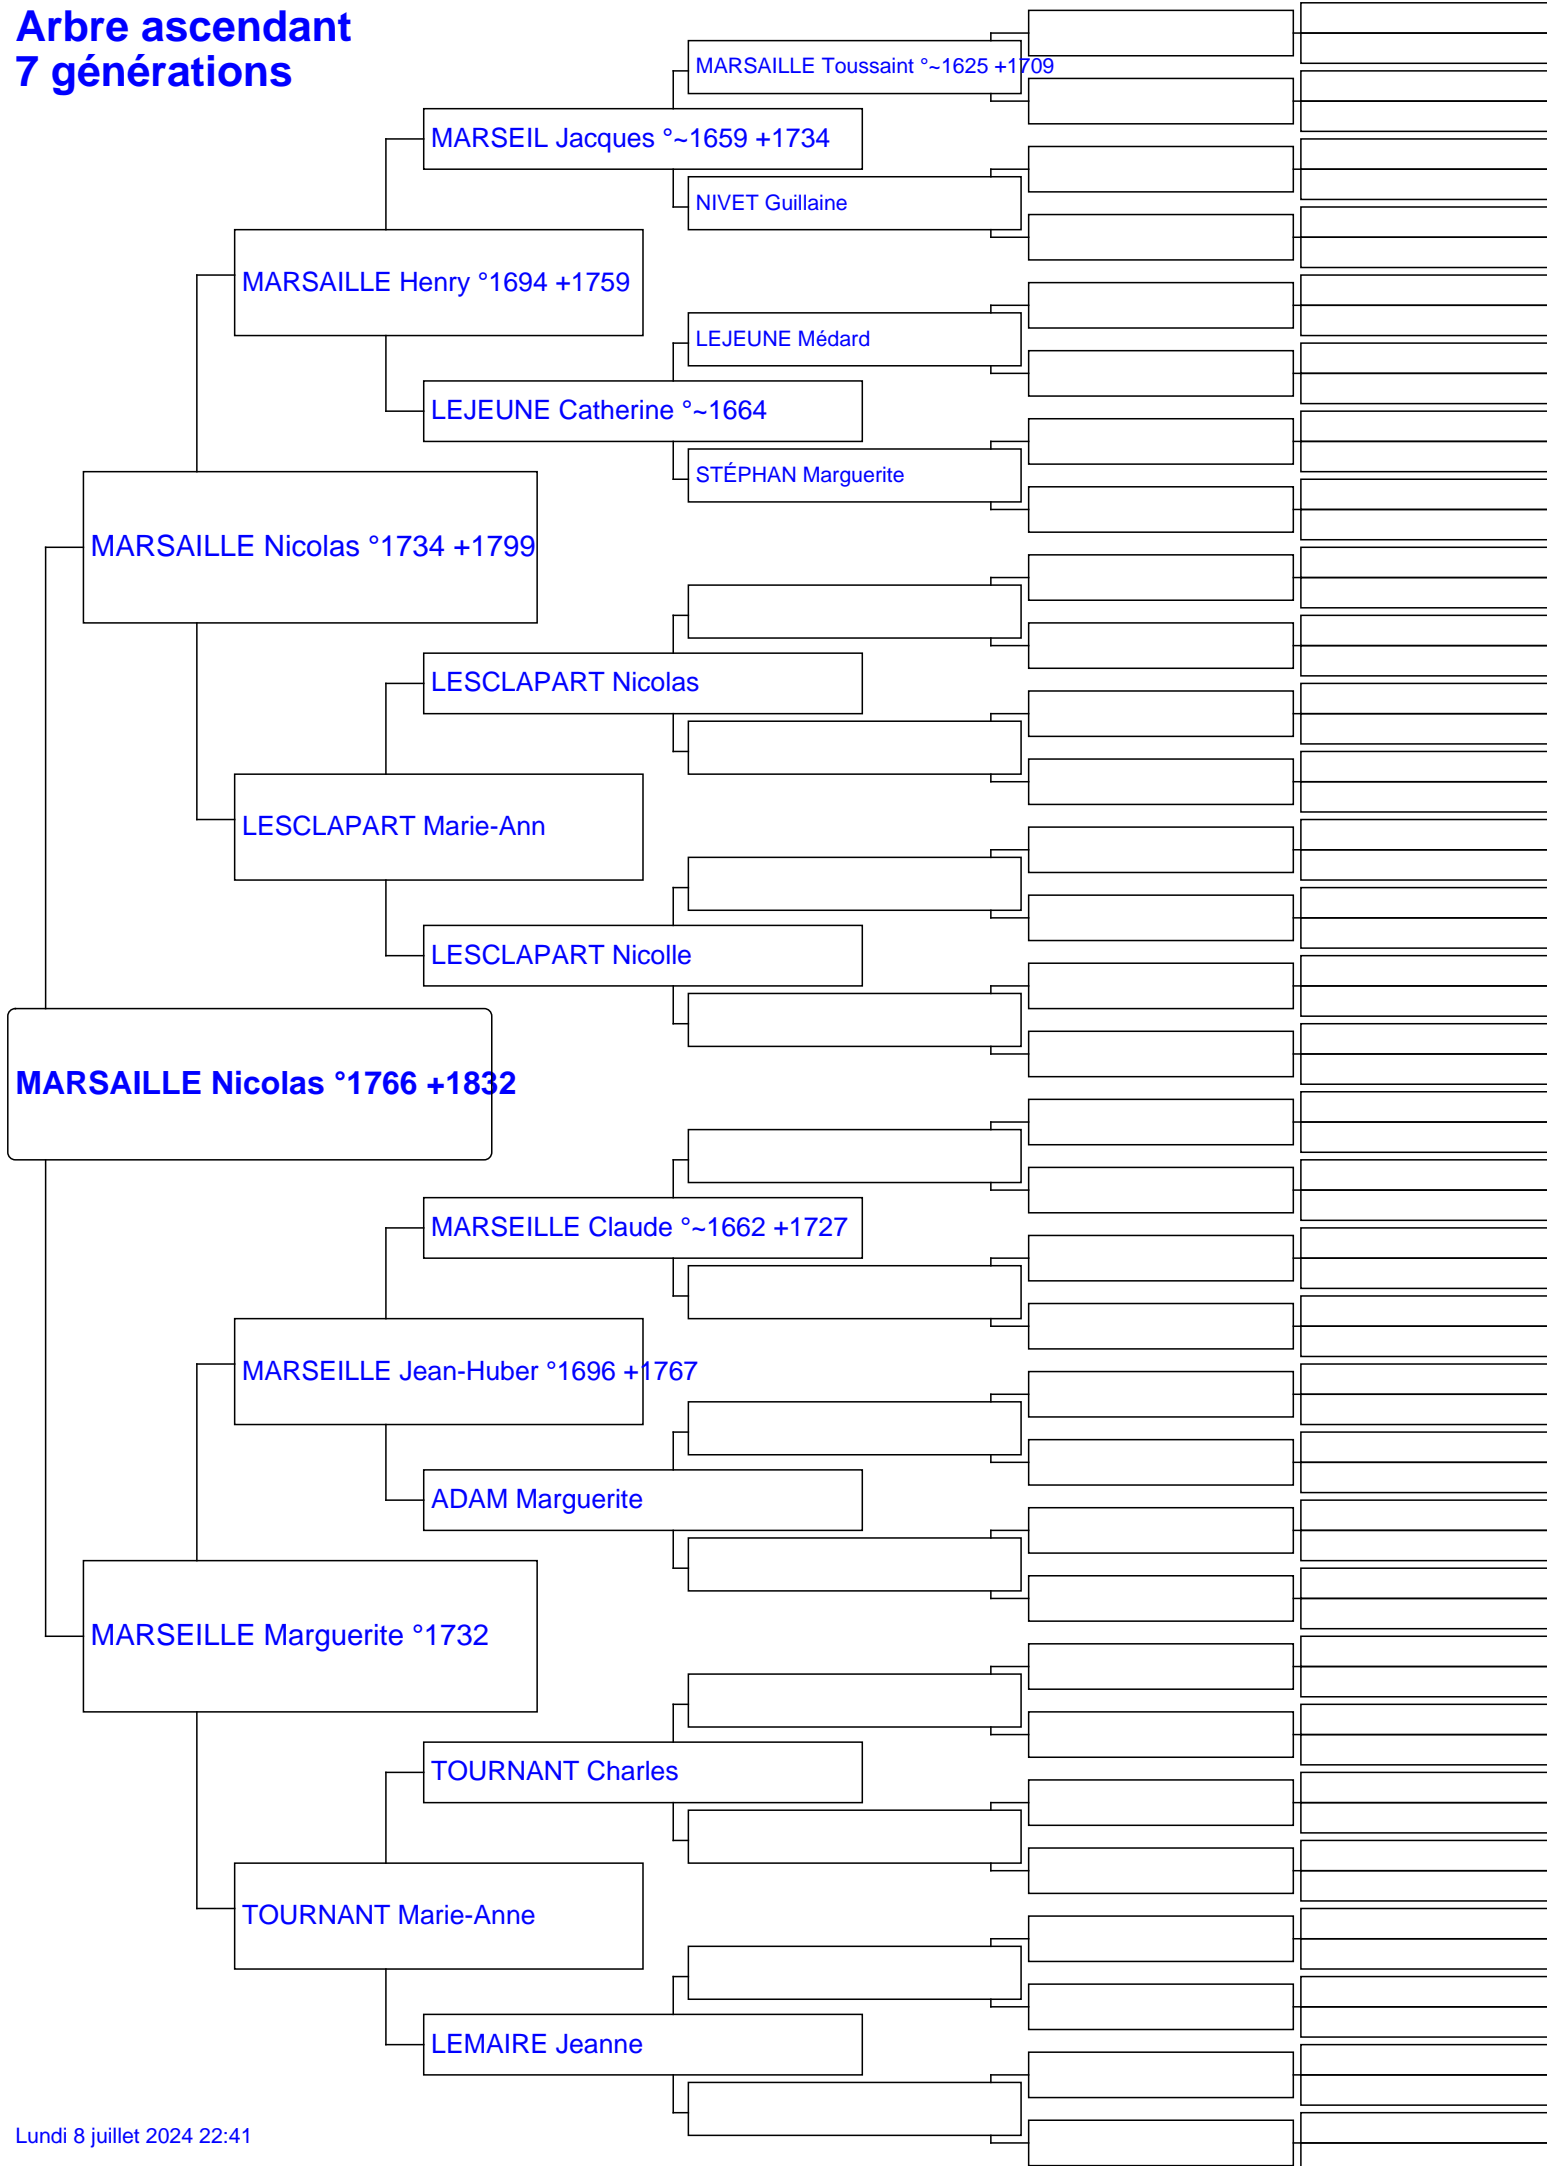 Arbre ascendant
7 générations
MARSAILLE Toussaint °~1625 +1709
MARSEIL Jacques °~1659 +1734
NIVET Guillaine
MARSAILLE Henry °1694 +1759
LEJEUNE Médard
LEJEUNE Catherine °~1664
STÉPHAN Marguerite
MARSAILLE Nicolas °1734 +1799
LESCLAPART Nicolas
LESCLAPART Marie-Ann
LESCLAPART Nicolle
MARSAILLE Nicolas °1766 +1832
MARSEILLE Claude °~1662 +1727
MARSEILLE Jean-Huber °1696 +1767
ADAM Marguerite
MARSEILLE Marguerite °1732
TOURNANT Charles
TOURNANT Marie-Anne
LEMAIRE Jeanne
Lundi 8 juillet 2024 22:41